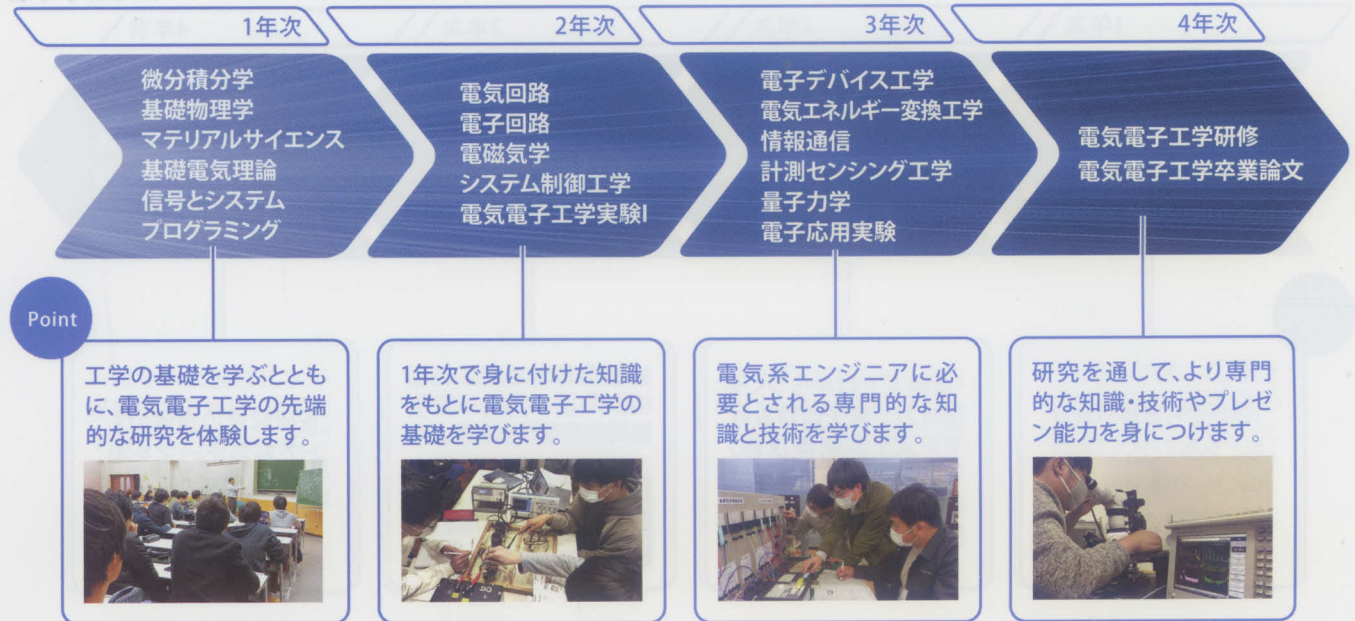 1年次
微分積分学
基礎物理学
マテリアルサイエンス
基礎電気理論
信号とシステム
プログラミング
2年次
電気回路
電子回路
電磁気学
システム制御工学
電気電子工学実験I
3年次
電子デバイス工学
電気エネルギー変換工学
情報通信
計測センシング工学
量子力学
電子応用実験
4年次
電気電子工学研修
電気電子工学卒業論文
Point
工学の基礎を学ぶととも
に、電気電子工学の先端
的な研究を体験します。
1年次で身に付けた知識
をもとに電気電子工学の
基礎を学びます。
電気系エンジニアに必
要とされる専門的な知
識と技術を学びます。
研究を通して、より専門
的な知識・技術やプレゼ
ン能力を身につけます。